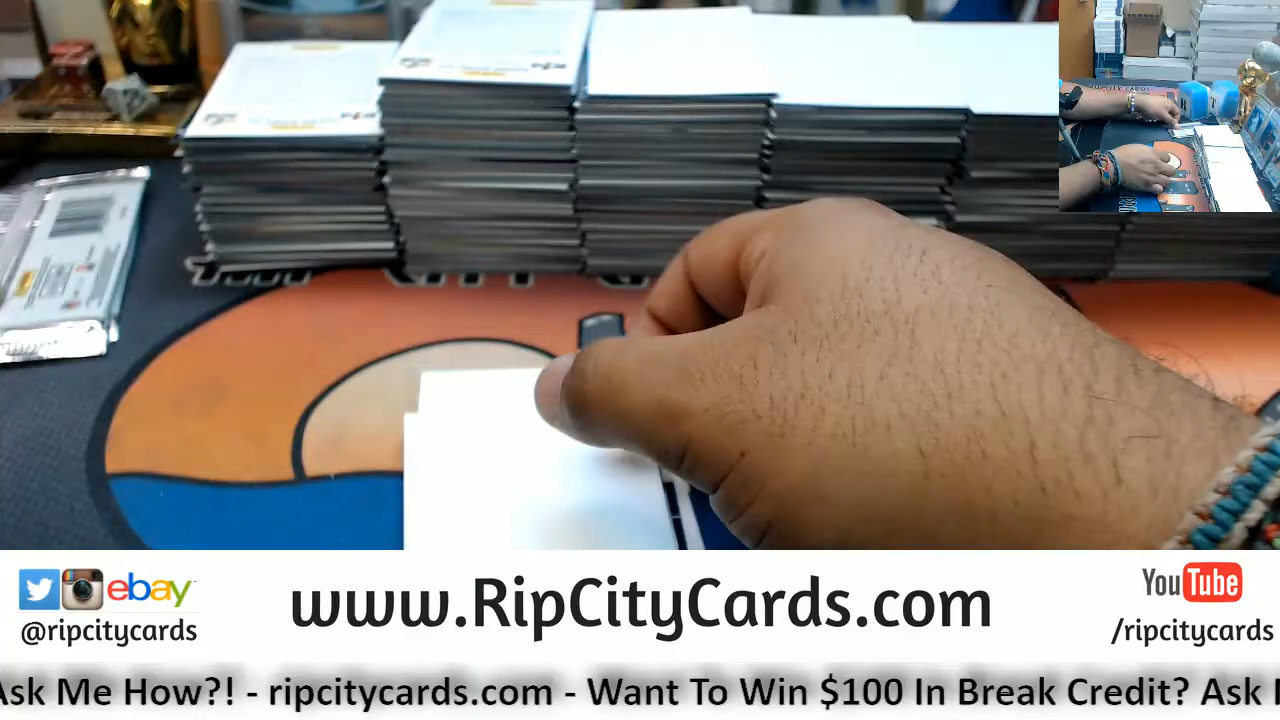 ebay
@ripcitycards
www.RipCityCards.com
YouTube
/ripcitycards
Ask Me How?! - ripcitycards.com - Want To Win $100 In Break Credit? Ask